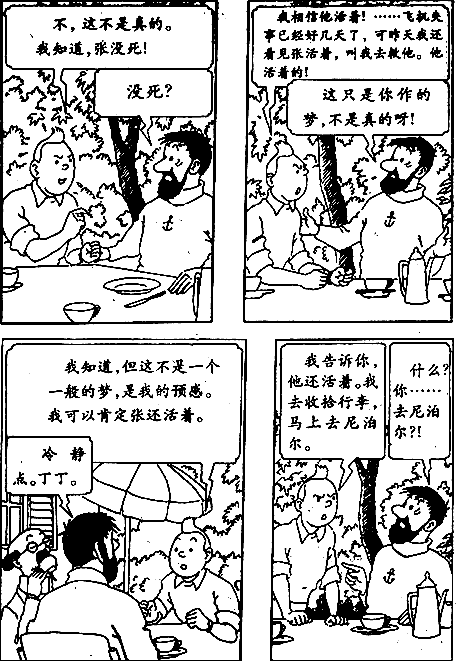 不，这不是真的。
我知道，张没死！
没死？
我相信他活着！……飞机失
事已经好几天了，可昨天我还
看见张活着，叫我去救他。他
活着的！
这只是你作的
梦，不是真的呀！
我知道，但这不是一个
一般的梦，是我的预感。
我可以肯定张还活着。
冷静
点。丁丁。
我告诉你，
他还活着。我
去收拾行李，
马上去尼泊
尔。
什么？
你……
去尼泊
尔？！